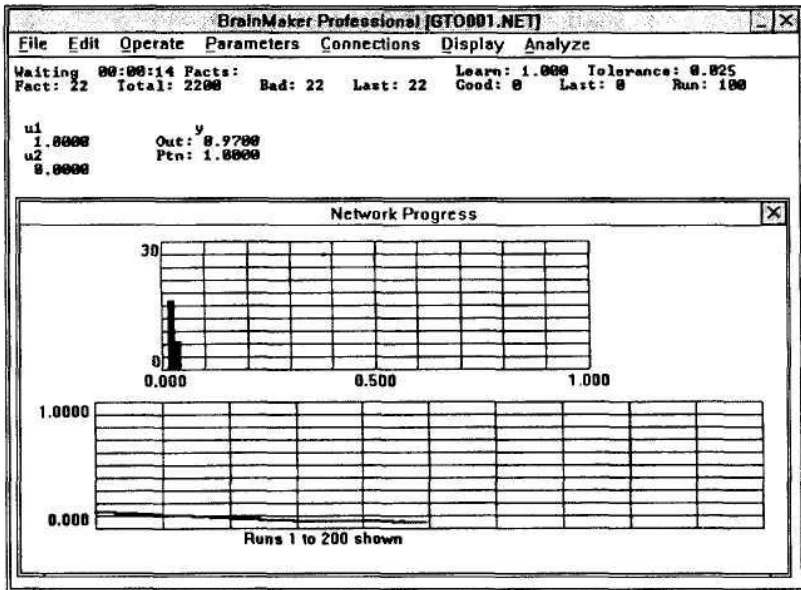 BrainMaker Professional [GTO001.NET]
File Edit Operate Parameters Connections Display Analyze
Waiting 00:00:14 Facts: Learn: 1.000 Tolerance: 0.025
Fact: 22 Total: 2200 Bad: 22 Last: 22 Good: 0 Last: 0 Run: 100
u1 y
1.0000 Out: 0.9700
u2 Ptn: 1.0000
0.0000
Network Progress
30
0
0.000 0.500 1.000
1.0000
0.000
Runs 1 to 200 shown